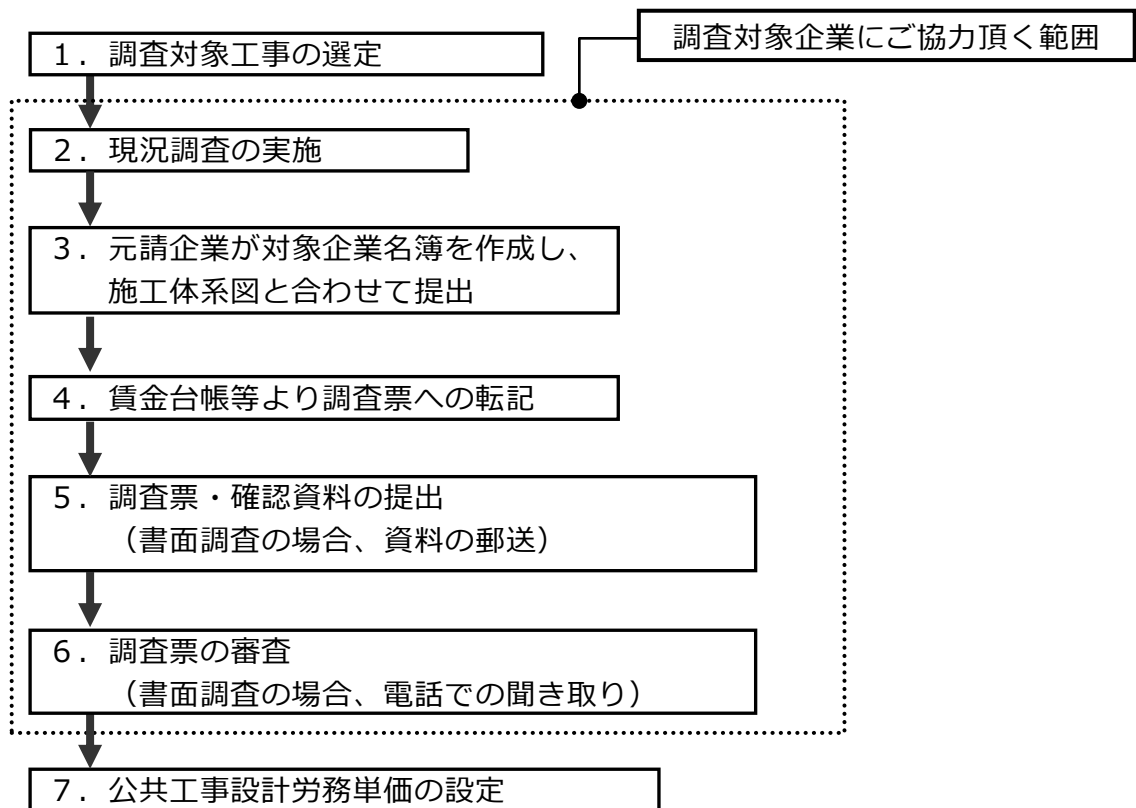 調査対象企業にご協力頂く範囲
１．調査対象工事の選定
２．現況調査の実施
３．元請企業が対象企業名簿を作成し、
施工体系図と合わせて提出
４．賃金台帳等より調査票への転記
５．調査票・確認資料の提出
（書面調査の場合、資料の郵送）
６．調査票の審査
（書面調査の場合、電話での聞き取り）
７．公共工事設計労務単価の設定